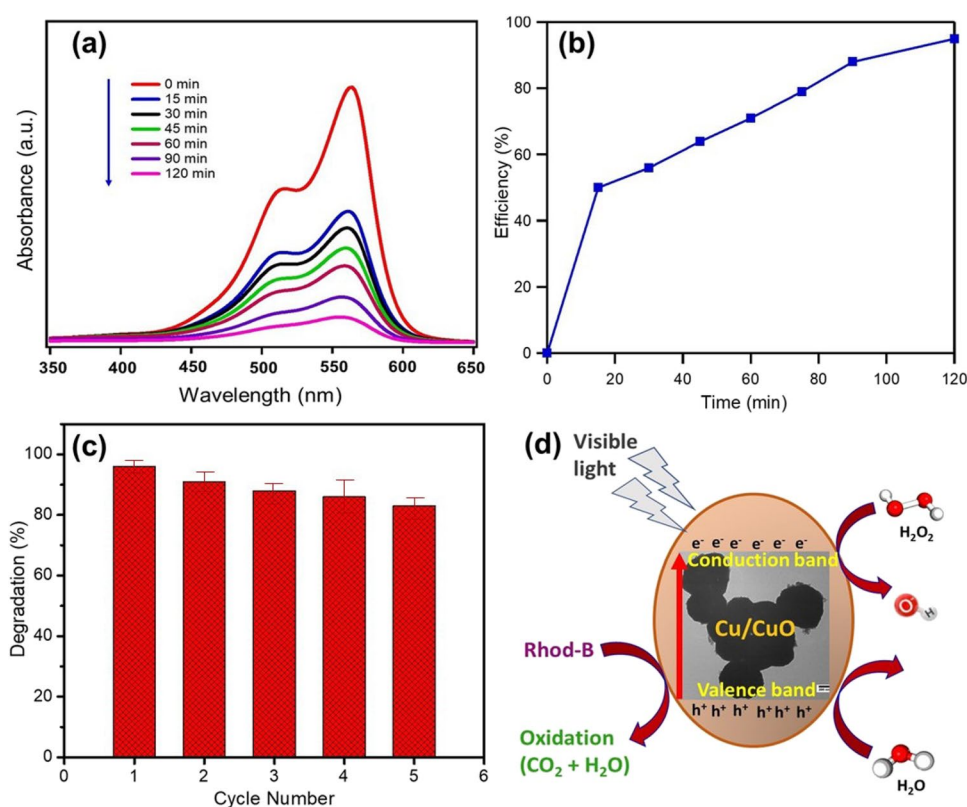 (a)
0 min
15 min
30 min
45 min
60 min
90 min
120 min
Absorbance (a.u.)
350 400 450 500 550 600 650
Wavelength (nm)
(b)
100
80
60
40
20
0
Efficiency (%)
0 20 40 60 80 100 120
Time (min)
(c)
100
80
60
40
20
0
Degradation (%)
0 1 2 3 4 5 6
Cycle Number
(d)
Visible
light
e- e- e- e- e- e-
Conduction band
Cu/CuO
Valence band
h+ h+ h+ h+ h+ h+
Rhod-B
Oxidation
(CO2 + H2O)
H2O2
O H
H2O